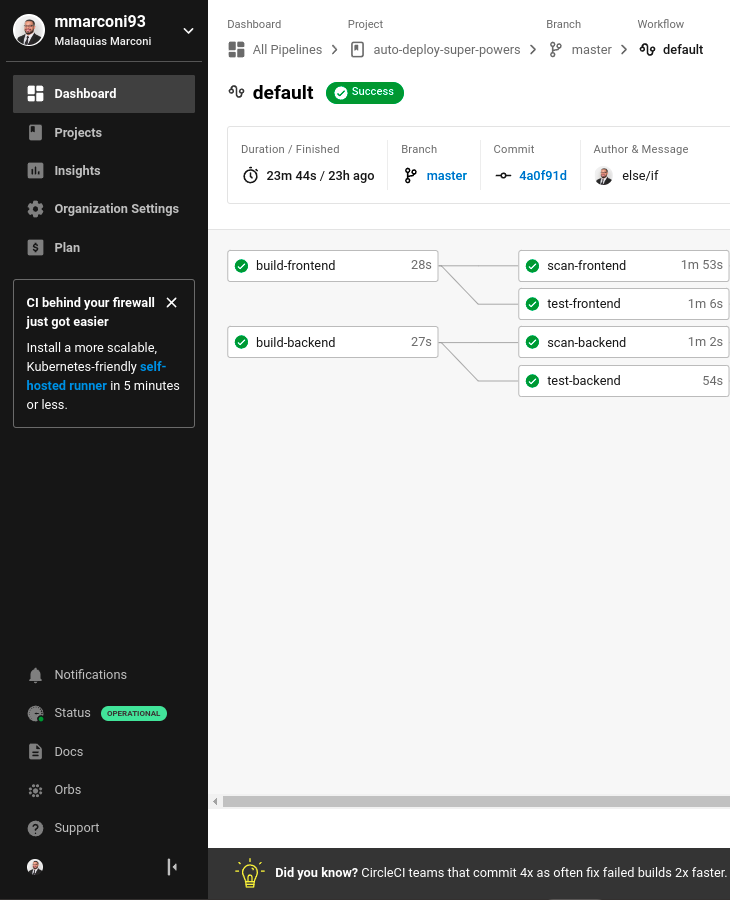 mmarconi93
Malaquias Marconi
Dashboard
Projects
Insights
Organization Settings
Plan
CI behind your firewall
just got easier
Install a more scalable,
Kubernetes-friendly self-
hosted runner in 5 minutes
or less.
Notifications
Status OPERATIONAL
Docs
Orbs
Support
Dashboard Project Branch Workflow
All Pipelines auto-deploy-super-powers master default
default Success
Duration / Finished Branch Commit Author & Message
23m 44s / 23h ago master 4a0f91d else/if
build-frontend 28s scan-frontend 1m 53s
test-frontend 1m 6s
build-backend 27s scan-backend 1m 2s
test-backend 54s
Did you know? CircleCI teams that commit 4x as often fix failed builds 2x faster.